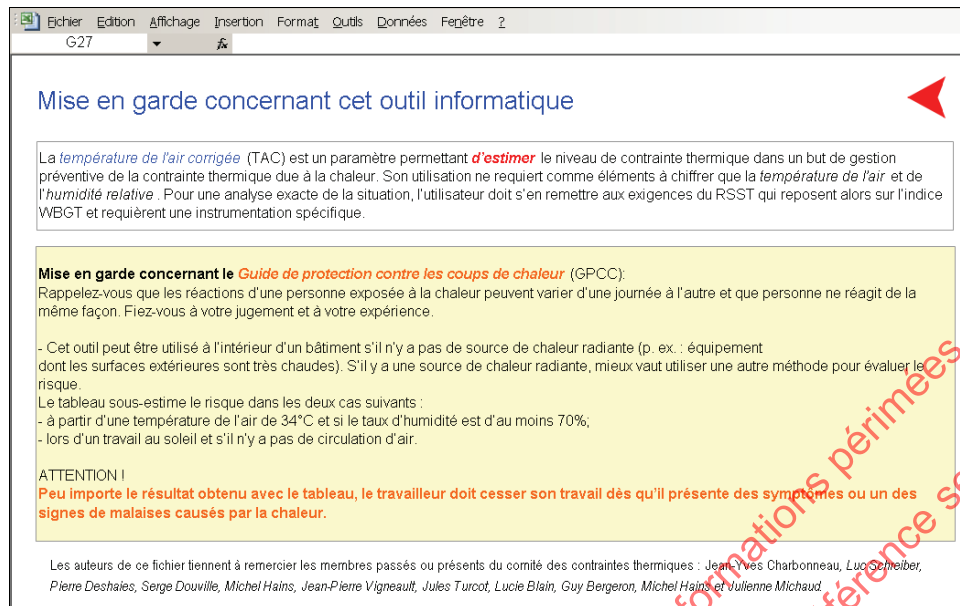 Fichier Edition Affichage Insertion Format Outils Données Fenêtre ?
G27 fx
Mise en garde concernant cet outil informatique
La température de l'air corrigée (TAC) est un paramètre permettant d'estimer le niveau de contrainte thermique dans un but de gestion
préventive de la contrainte thermique due à la chaleur. Son utilisation ne requiert comme éléments à chiffrer que la température de l'air et de
l'humidité relative . Pour une analyse exacte de la situation, l'utilisateur doit s'en remettre aux exigences du RSST qui reposent alors sur l'indice
WBGT et requièrent une instrumentation spécifique.
Mise en garde concernant le Guide de protection contre les coups de chaleur (GPCC):
Rappelez-vous que les réactions d'une personne exposée à la chaleur peuvent varier d'une journée à l'autre et que personne ne réagit de la
même façon. Fiez-vous à votre jugement et à votre expérience.
- Cet outil peut être utilisé à l'intérieur d'un bâtiment s'il n'y a pas de source de chaleur radiante (p. ex. : équipement
dont les surfaces extérieures sont très chaudes). S'il y a une source de chaleur radiante, mieux vaut utiliser une autre méthode pour évaluer le
risque.
Le tableau sous-estime le risque dans les deux cas suivants :
- à partir d'une température de l'air de 34°C et si le taux d'humidité est d'au moins 70%;
- lors d'un travail au soleil et s'il n'y a pas de circulation d'air.
ATTENTION !
Peu importe le résultat obtenu avec le tableau, le travailleur doit cesser son travail dès qu'il présente des symptômes ou un des
signes de malaises causés par la chaleur.
Les auteurs de ce fichier tiennent à remercier les membres passés ou présents du comité des contraintes thermiques : Jean-Yves Charbonneau, Luc Schreiber,
Pierre Deshaies, Serge Douville, Michel Hains, Jean-Pierre Vigneault, Jules Turcot, Lucie Blain, Guy Bergeron, Michel Hains et Julienne Michaud.
formations périmées
férence